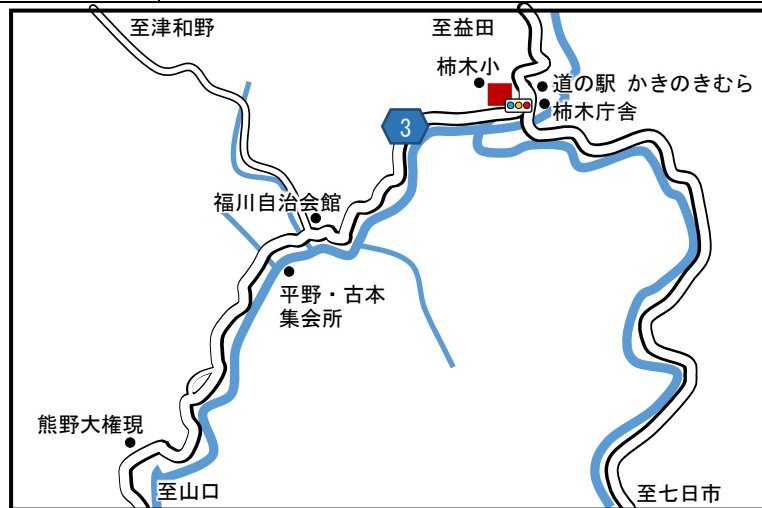 至津和野
至益田
柿木小
道の駅 かきのきむら
柿木庁舎
3
福川自治会館
平野・古本
集会所
熊野大権現
至山口
至七日市